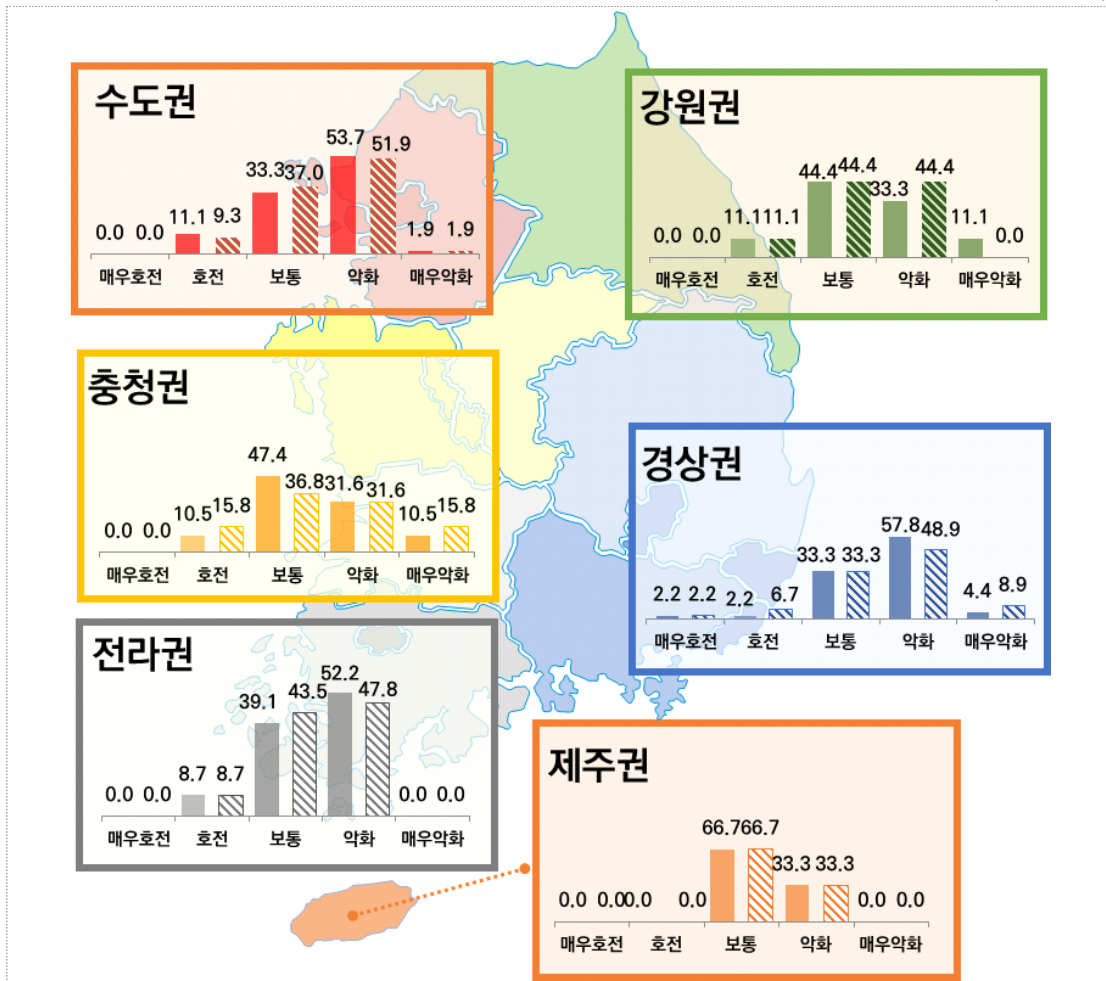 수도권
0.0 0.0 11.1 9.3 33.3 37.0 53.7 51.9 1.9 1.9
매우호전 호전 보통 악화 매우악화
강원권
0.0 0.0 11.1 11.1 44.4 44.4 33.3 44.4 11.1 0.0
매우호전 호전 보통 악화 매우악화
충청권
0.0 0.0 10.5 15.8 47.4 36.8 31.6 31.6 10.5 15.8
매우호전 호전 보통 악화 매우악화
경상권
2.2 2.2 2.2 6.7 33.3 33.3 57.8 48.9 4.4 8.9
매우호전 호전 보통 악화 매우악화
전라권
0.0 0.0 8.7 8.7 39.1 43.5 52.2 47.8 0.0 0.0
매우호전 호전 보통 악화 매우악화
제주권
0.0 0.0 0.0 0.0 66.7 66.7 33.3 33.3 0.0 0.0
매우호전 호전 보통 악화 매우악화